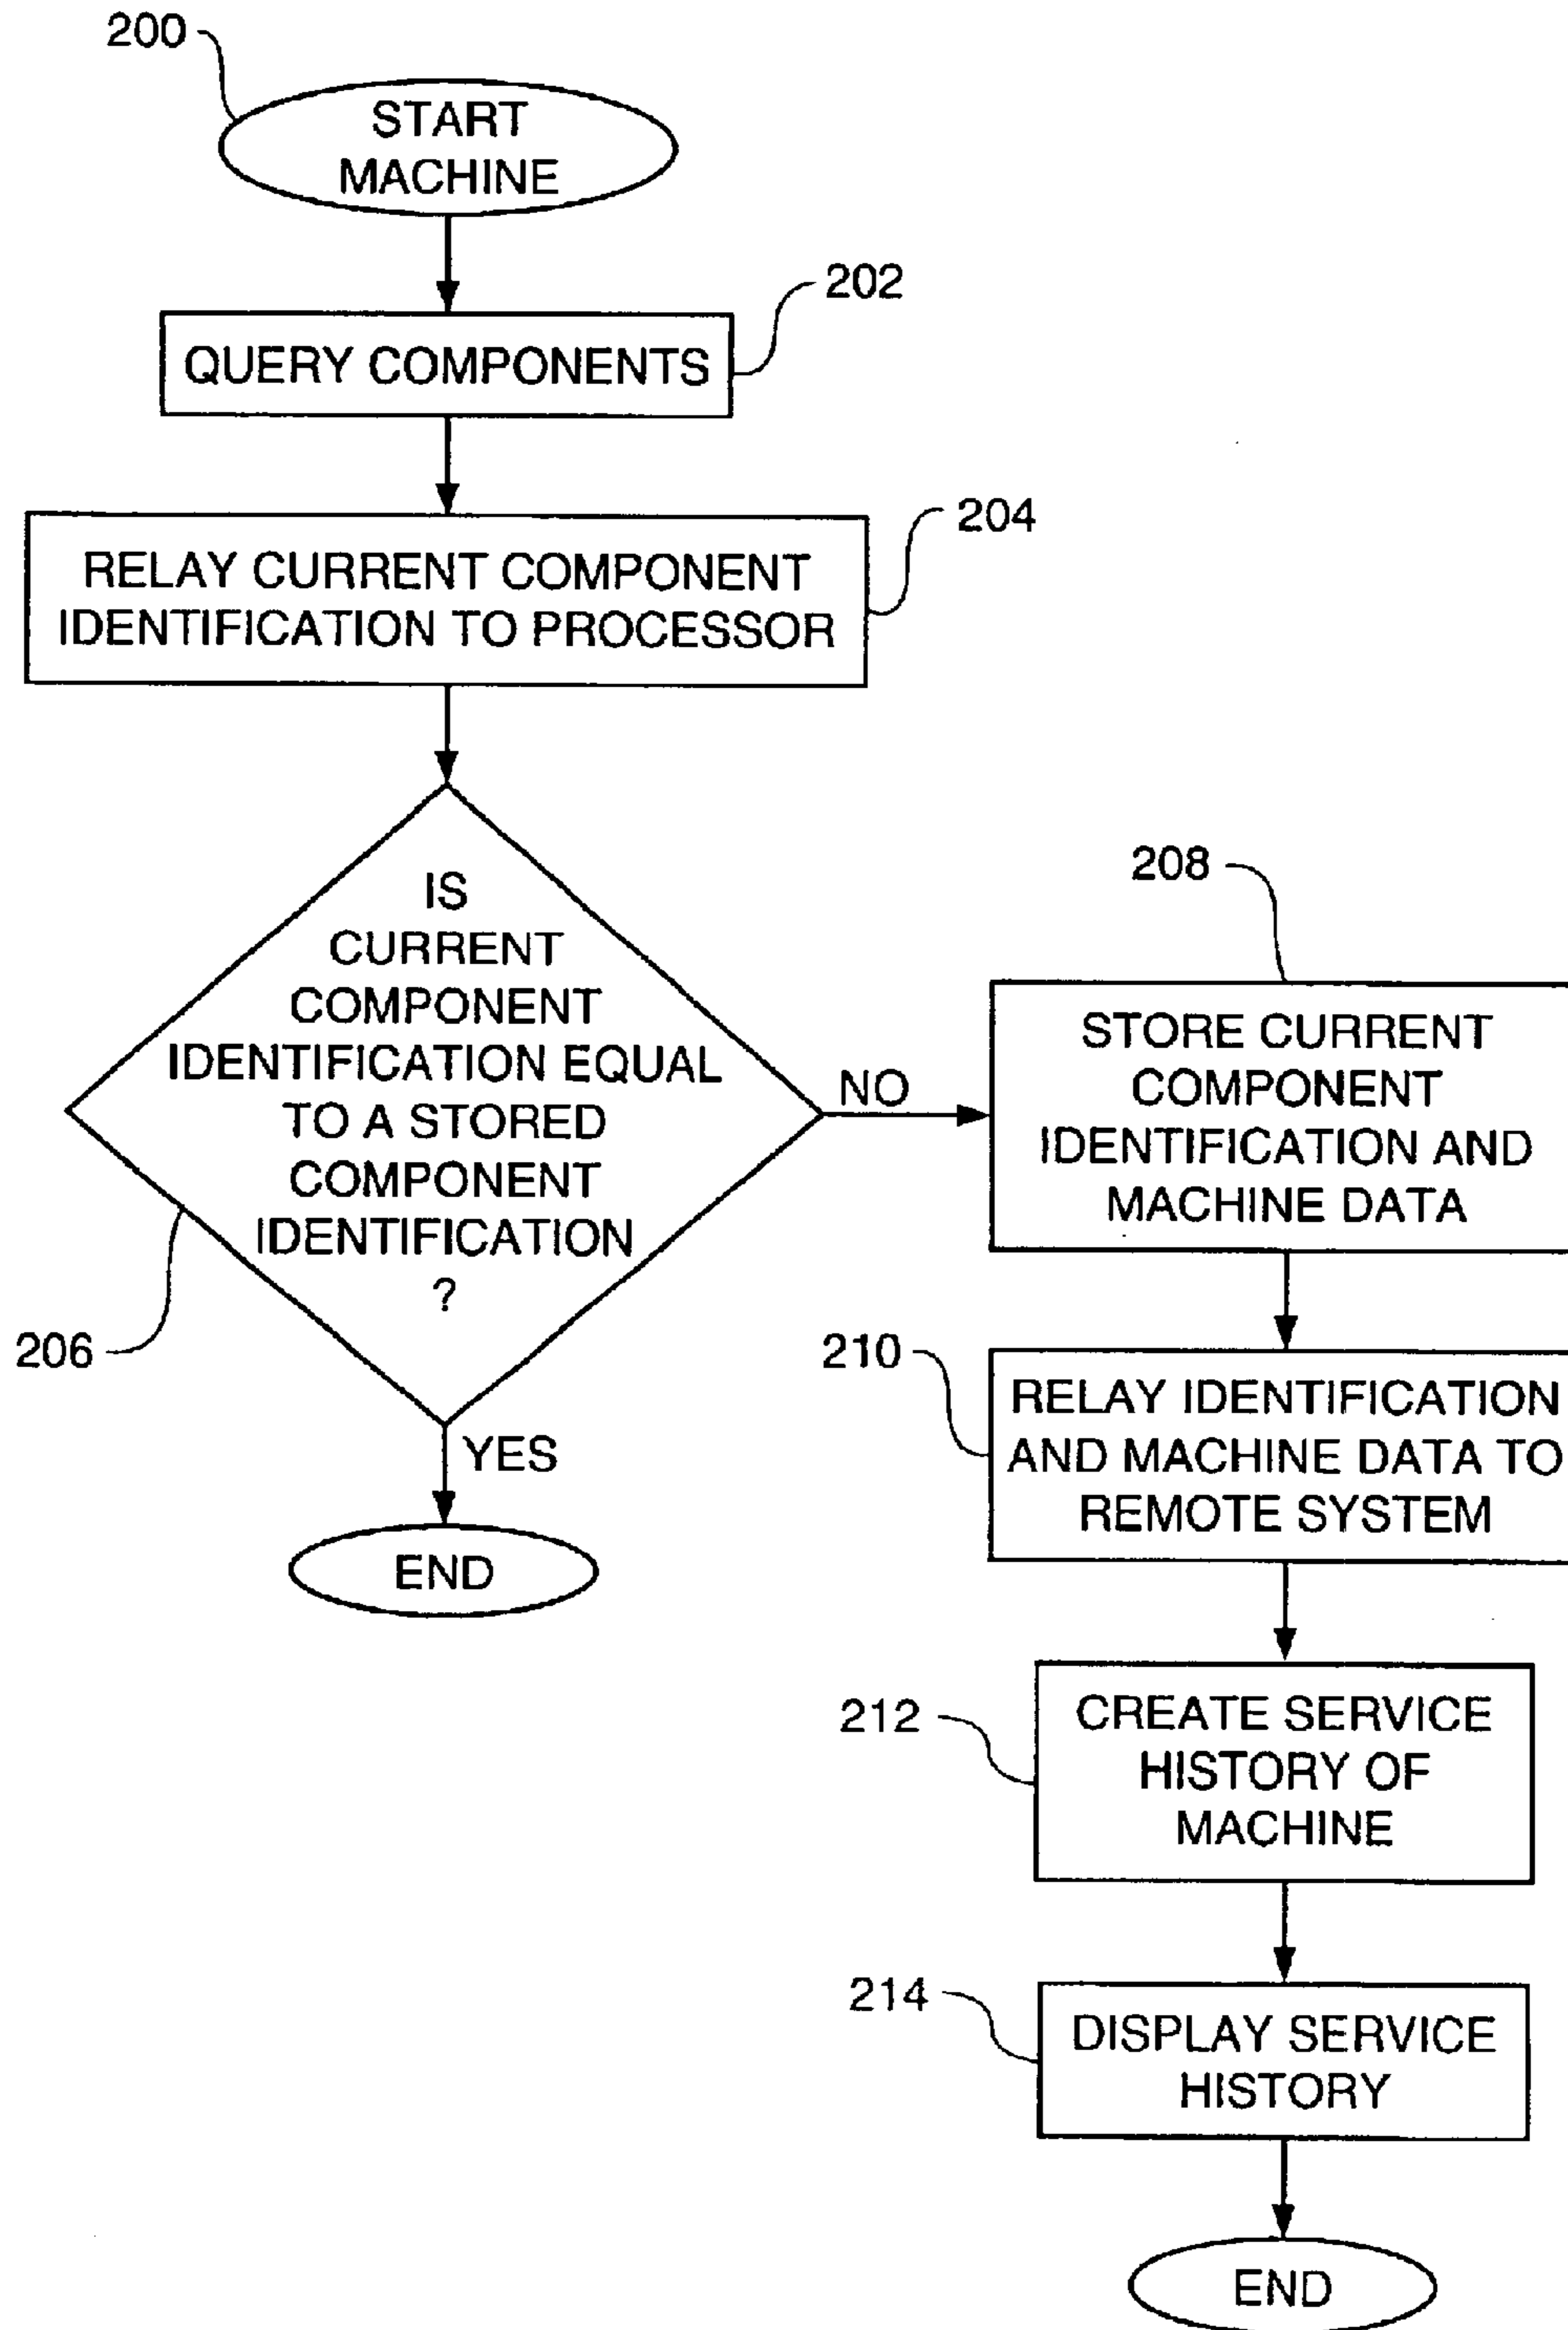 200
START
MACHINE
202
QUERY COMPONENTS
204
RELAY CURRENT COMPONENT
IDENTIFICATION TO PROCESSOR
IS
CURRENT
COMPONENT
IDENTIFICATION EQUAL
TO A STORED
COMPONENT
IDENTIFICATION
?
206
NO
YES
END
208
STORE CURRENT
COMPONENT
IDENTIFICATION AND
MACHINE DATA
210
RELAY IDENTIFICATION
AND MACHINE DATA TO
REMOTE SYSTEM
212
CREATE SERVICE
HISTORY OF
MACHINE
214
DISPLAY SERVICE
HISTORY
END